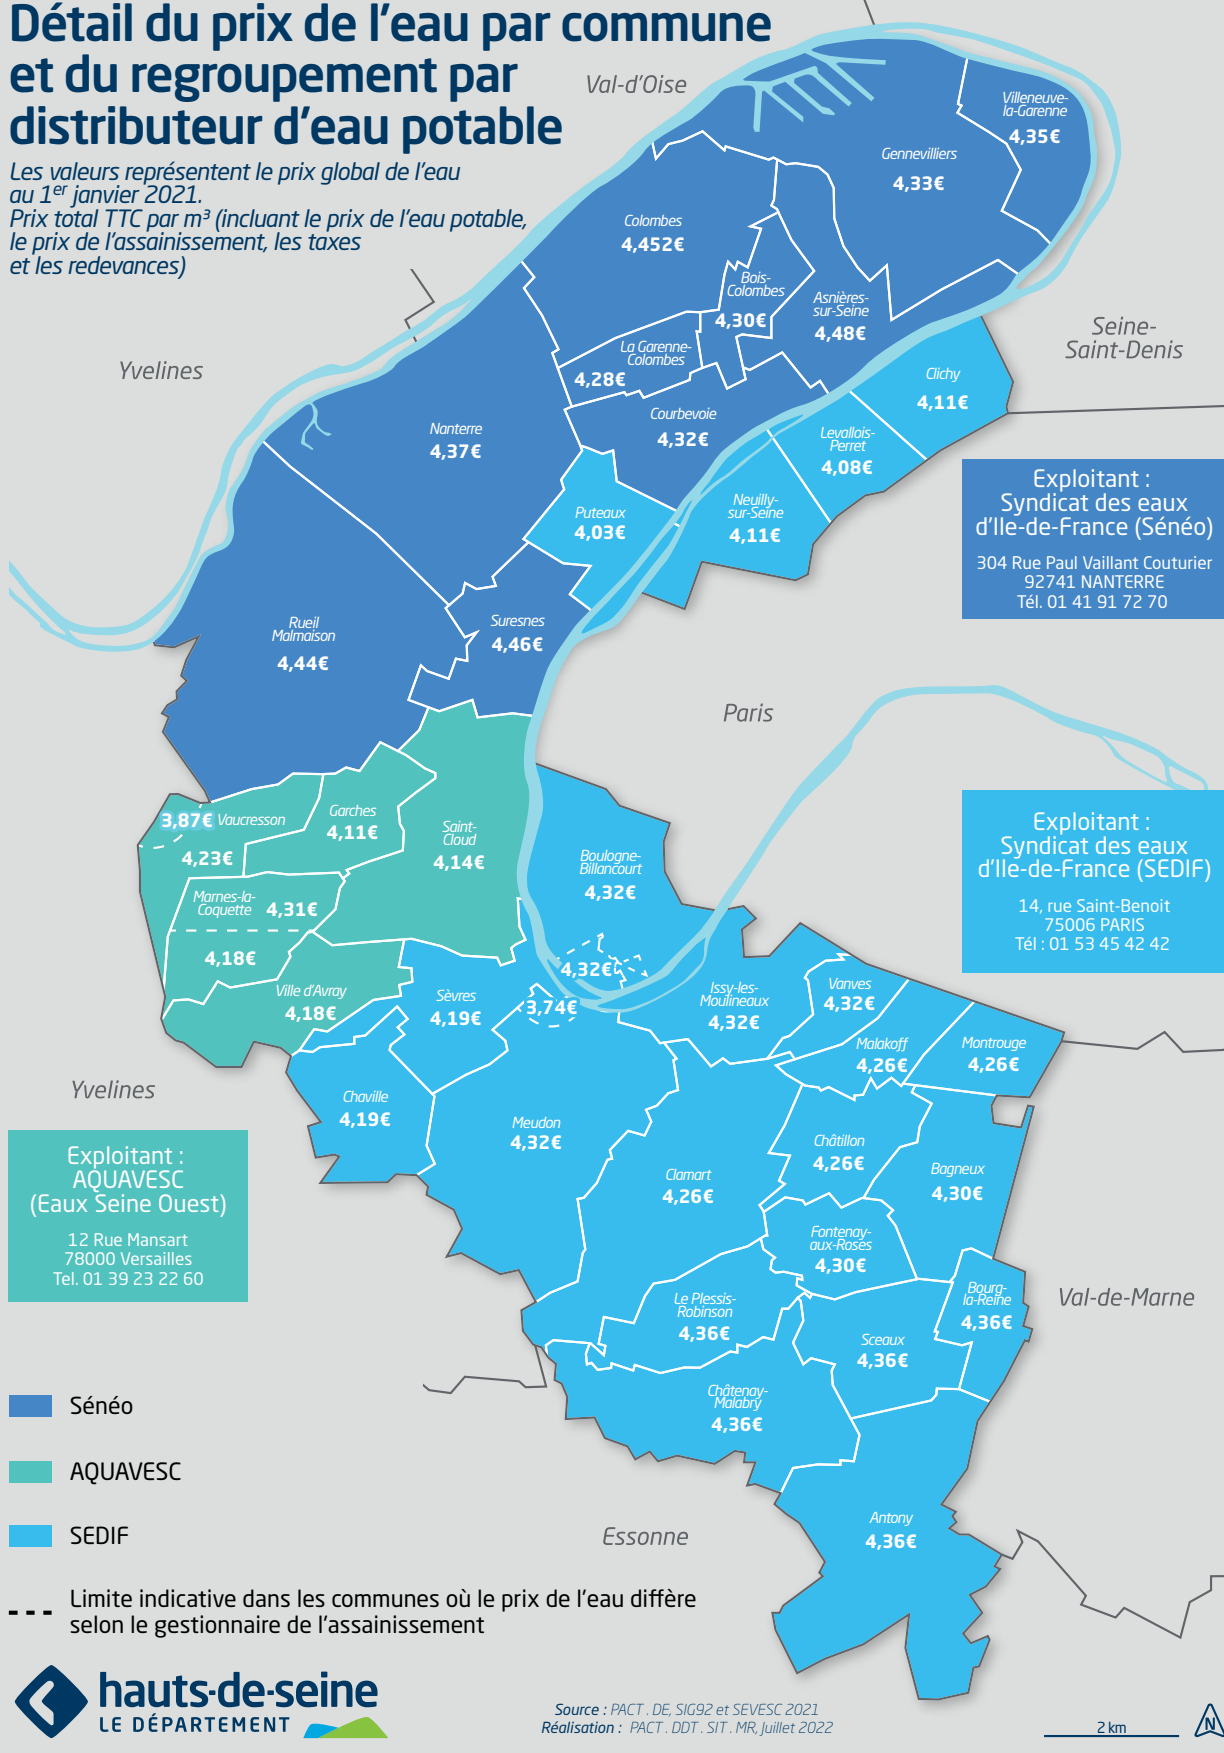 Détail du prix de l'eau par commune
et du regroupement par
distributeur d'eau potable
Les valeurs représentent le prix global de l'eau
au 1er janvier 2021.
Prix total TTC par m³ (incluant le prix de l'eau potable,
le prix de l'assainissement, les taxes
et les redevances)
Val-d'Oise
Villeneuve-
la-Garenne
4,35€
Gennevilliers
4,33€
Colombes
4,452€
Bois-
Colombes
4,30€
Asnières-
sur-Seine
4,48€
Seine-
Saint-Denis
Yvelines
La Garenne-
Colombes
4,28€
Clichy
4,11€
Nanterre
4,37€
Courbevoie
4,32€
Levallois-
Perret
4,08€
Puteaux
4,03€
Neuilly-
sur-Seine
4,11€
Exploitant :
Syndicat des eaux
d'Ile-de-France (Sénéo)
304 Rue Paul Vaillant Couturier
92741 NANTERRE
Tél. 01 41 91 72 70
Rueil
Malmaison
4,44€
Suresnes
4,46€
Paris
3,87€ Vaucresson
4,23€
Garches
4,11€
Saint-
Cloud
4,14€
Boulogne-
Billancourt
4,32€
Exploitant :
Syndicat des eaux
d'Ile-de-France (SEDIF)
14, rue Saint-Benoit
75006 PARIS
Tél : 01 53 45 42 42
Marnes-la-
Coquette 4,31€
4,18€
Ville d'Avray
4,18€
Sèvres
4,19€
4,32€
3,74€
Issy-les-
Moulineaux
4,32€
Vanves
4,32€
Malakoff
4,26€
Montrouge
4,26€
Yvelines
Chaville
4,19€
Meudon
4,32€
Châtillon
4,26€
Clamart
4,26€
Bagneux
4,30€
Exploitant :
AQUAVESC
(Eaux Seine Ouest)
12 Rue Mansart
78000 Versailles
Tel. 01 39 23 22 60
Fontenay-
aux-Roses
4,30€
Le Plessis-
Robinson
4,36€
Bourg-
la-Reine
4,36€
Val-de-Marne
Sceaux
4,36€
Châtenay-
Malabry
4,36€
Antony
4,36€
Essonne
Sénéo
AQUAVESC
SEDIF
Limite indicative dans les communes où le prix de l'eau diffère
selon le gestionnaire de l'assainissement
hauts-de-seine
LE DÉPARTEMENT
Source : PACT . DE, SIG92 et SEVESC 2021
Réalisation : PACT . DDT . SIT . MR, Juillet 2022
2 km
N